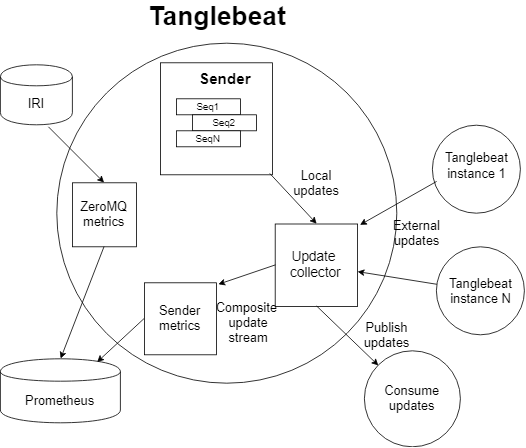 Tanglebeat
Sender
Seq1
Seq2
SeqN
IRI
Tanglebeat
instance 1
Local
updates
ZeroMQ
metrics
External
updates
Update
collector
Tanglebeat
instance N
Sender
metrics
Composite
update
stream
Publish
updates
Prometheus
Consume
updates